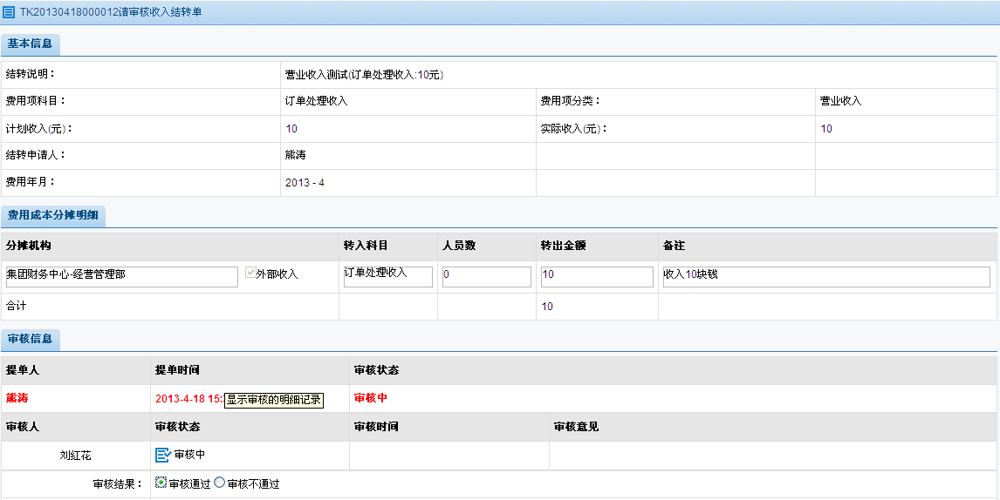 TK20130418000012请审核收入结转单
基本信息
结转说明： 营业收入测试(订单处理收入:10元)
费用项科目： 订单处理收入 费用项分类： 营业收入
计划收入(元)： 10 实际收入(元)： 10
结转申请人： 熊涛
费用年月： 2013 - 4
费用成本分摊明细
分摊机构 转入科目 人员数 转出金额 备注
集团财务中心-经营管理部 外部收入 订单处理收入 0 10 收入10块钱
合计 10
审核信息
提单人 提单时间 审核状态
熊涛 2013-4-18 15: 显示审核的明细记录 审核中
审核人 审核状态 审核时间 审核意见
刘红花 审核中
审核结果： 审核通过 审核不通过